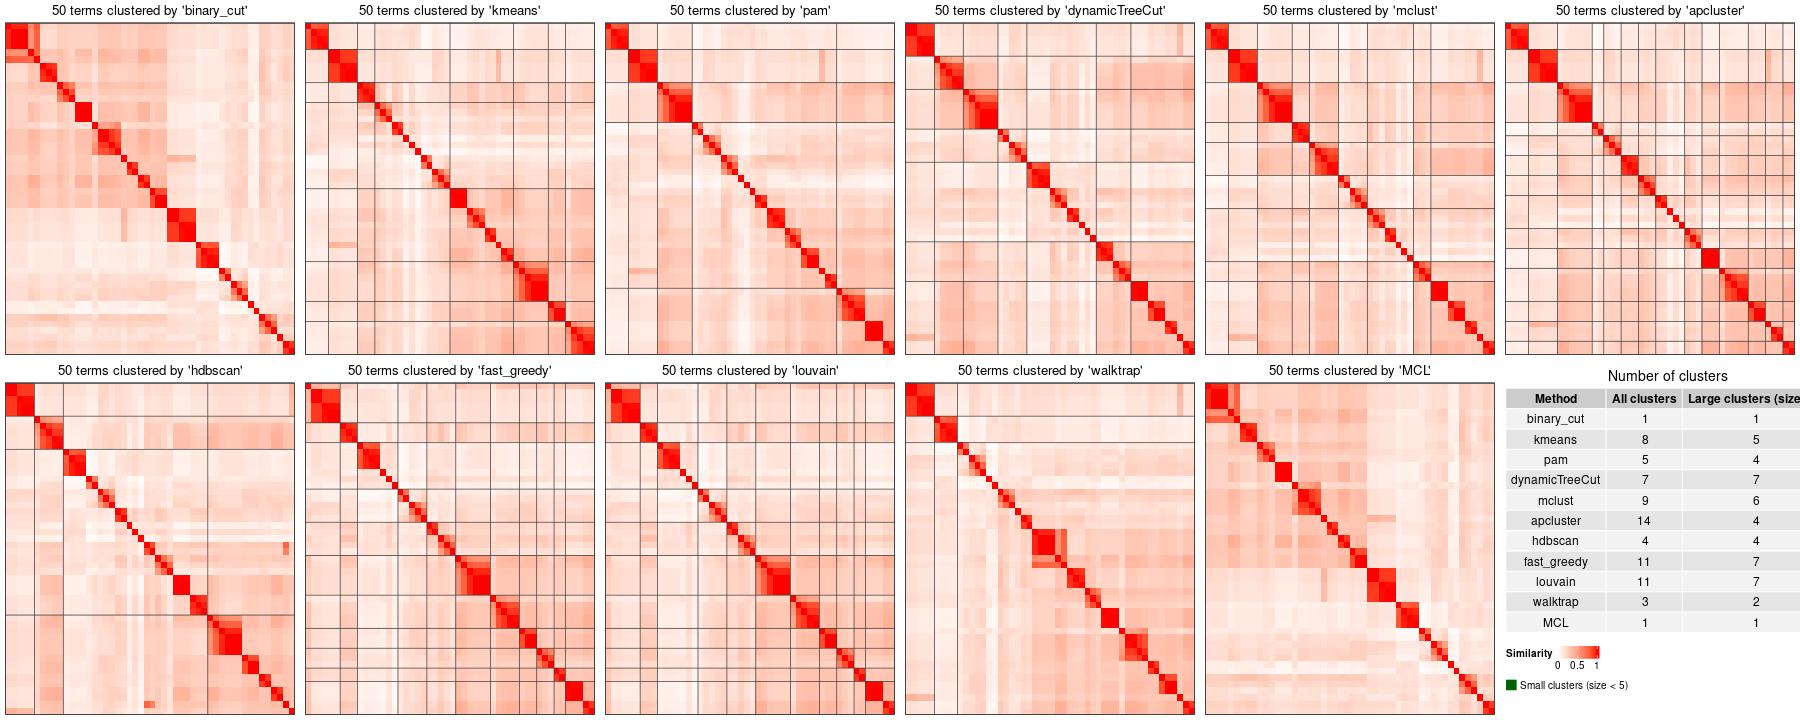 50 terms clustered by 'binary_cut'
50 terms clustered by 'kmeans'
50 terms clustered by 'pam'
50 terms clustered by 'dynamicTreeCut'
50 terms clustered by 'mclust'
50 terms clustered by 'apcluster'
50 terms clustered by 'hdbscan'
50 terms clustered by 'fast_greedy'
50 terms clustered by 'louvain'
50 terms clustered by 'walktrap'
50 terms clustered by 'MCL'
Number of clusters
Method All clusters Large clusters (size
binary_cut 1 1
kmeans 8 5
pam 5 4
dynamicTreeCut 7 7
mclust 9 6
apcluster 14 4
hdbscan 4 4
fast_greedy 11 7
louvain 11 7
walktrap 3 2
MCL 1 1
Similarity
0 0.5 1
Small clusters (size < 5)